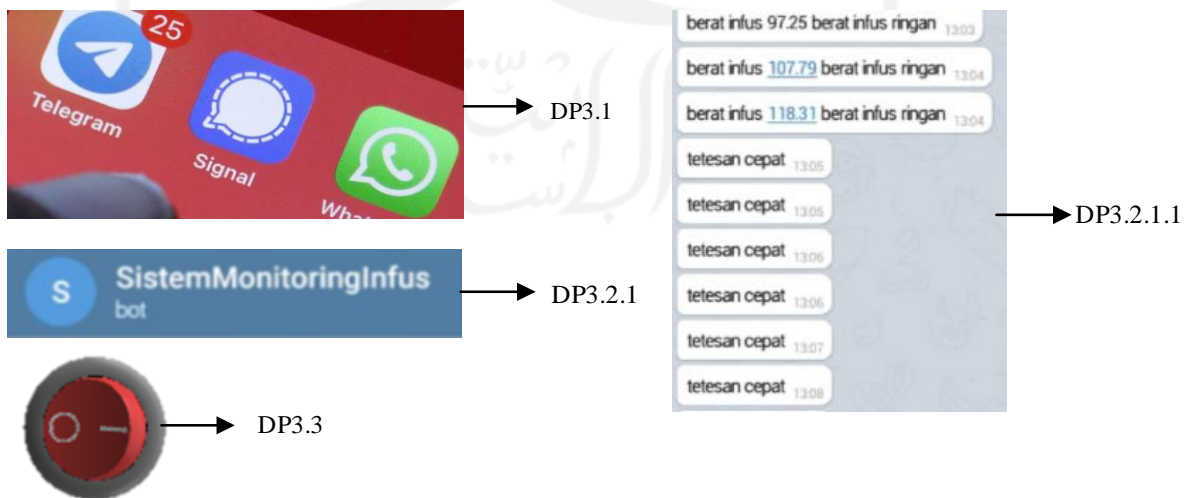 25
Telegram
Signal
DP3.1
SistemMonitoringInfus
bot
S
DP3.2.1
DP3.3
berat infus 97.25 berat infus ringan 13:03
berat infus 107.79 berat infus ringan 13:04
berat infus 118.31 berat infus ringan 13:04
tetesan cepat 13:05
tetesan cepat 13:05
tetesan cepat 13:06
tetesan cepat 13:06
tetesan cepat 13:07
tetesan cepat 13:08
DP3.2.1.1